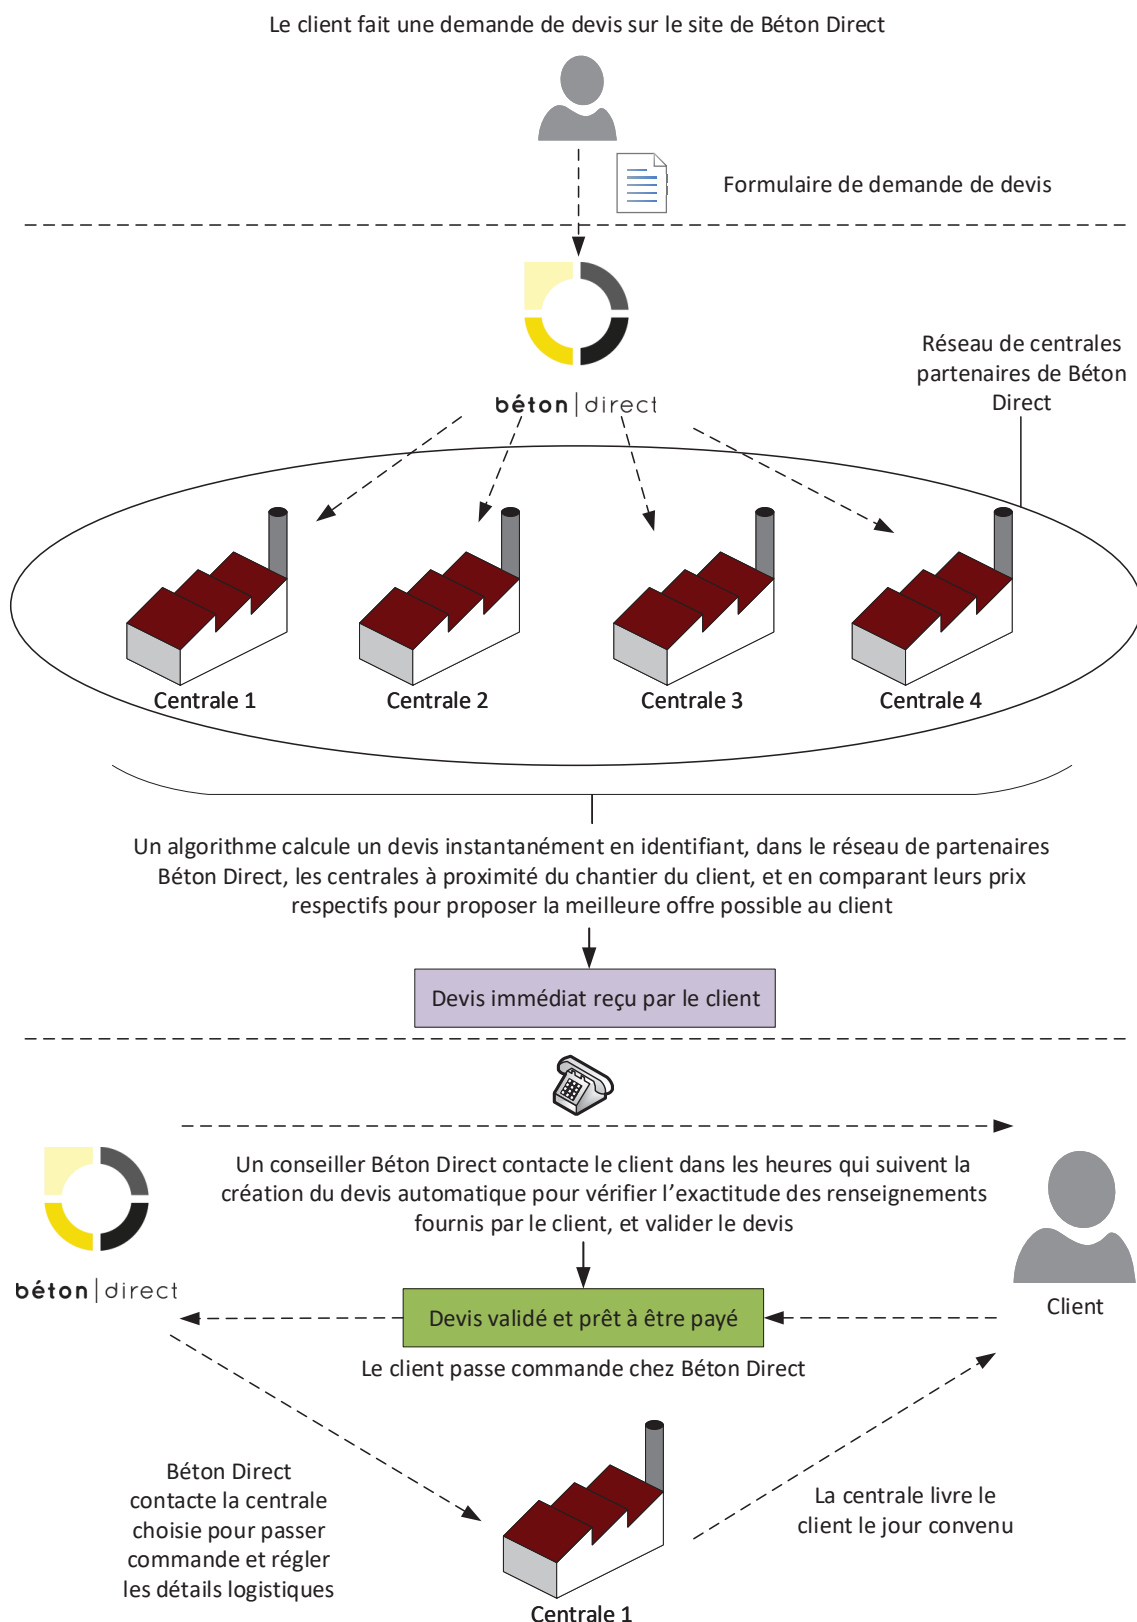 Le client fait une demande de devis sur le site de Béton Direct
Formulaire de demande de devis
béton|direct
Réseau de centrales
partenaires de Béton
Direct
Centrale 1
Centrale 2
Centrale 3
Centrale 4
Un algorithme calcule un devis instantanément en identifiant, dans le réseau de partenaires
Béton Direct, les centrales à proximité du chantier du client, et en comparant leurs prix
respectifs pour proposer la meilleure offre possible au client
Devis immédiat reçu par le client
Un conseiller Béton Direct contacte le client dans les heures qui suivent la
création du devis automatique pour vérifier l’exactitude des renseignements
fournis par le client, et valider le devis
béton|direct
Client
Devis validé et prêt à être payé
Le client passe commande chez Béton Direct
Béton Direct
contacte la centrale
choisie pour passer
commande et régler
les détails logistiques
La centrale livre le
client le jour convenu
Centrale 1